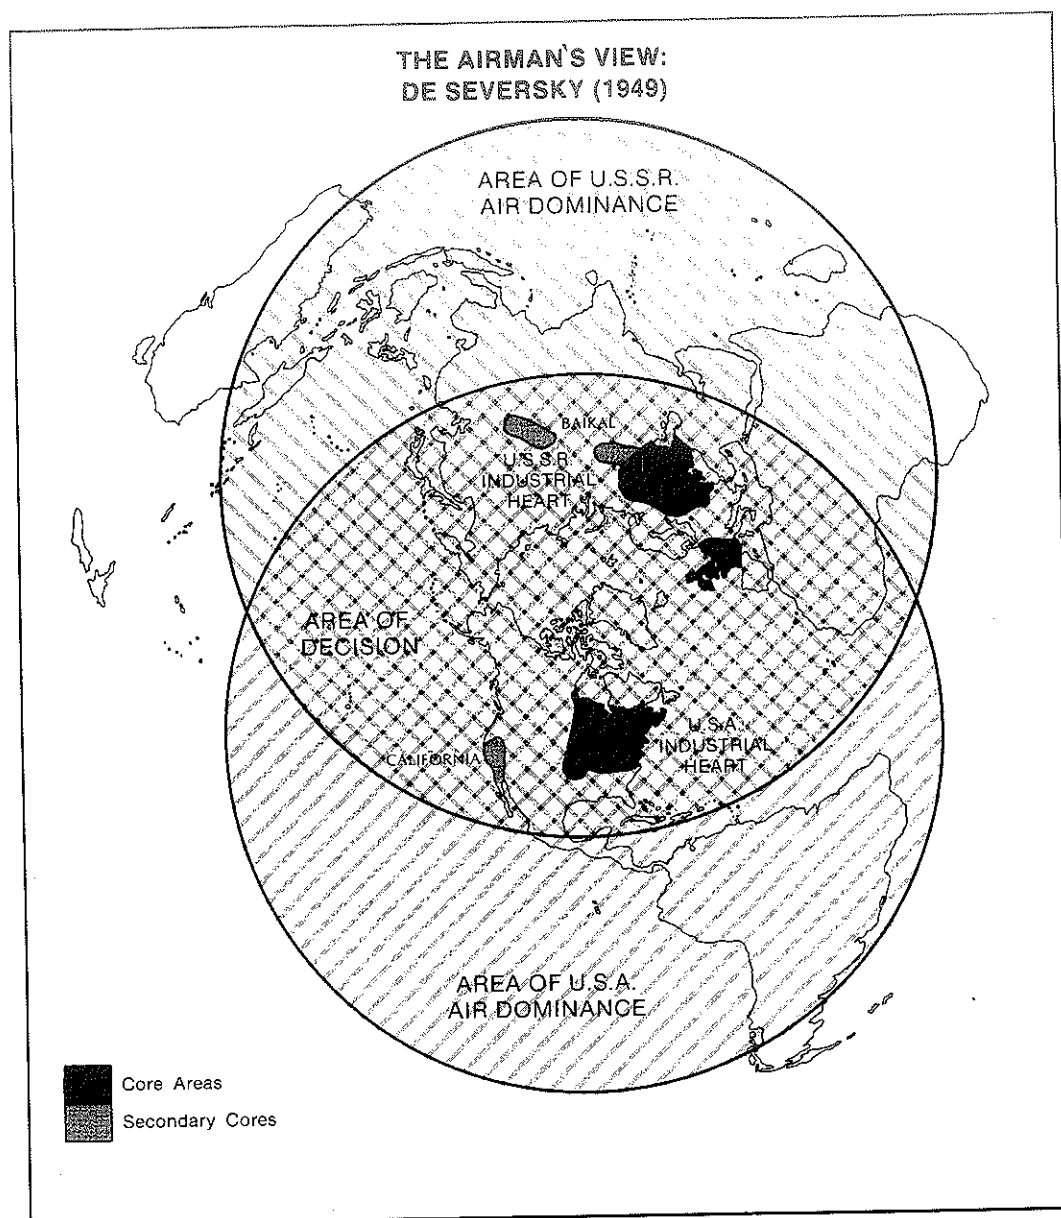 THE AIRMAN'S VIEW:
DE SEVERSKY (1949)
AREA OF U.S.S.R.
AIR DOMINANCE
BAIKAL
U.S.S.R.
INDUSTRIAL
HEART
AREA OF
DECISION
U.S.A.
INDUSTRIAL
HEART
CALIFORNIA
AREA OF U.S.A.
AIR DOMINANCE
Core Areas
Secondary Cores